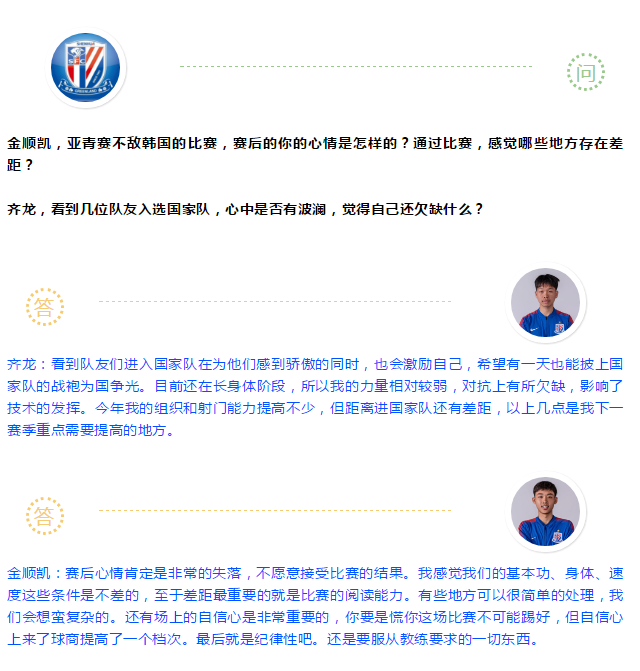 问
金顺凯，亚青赛不敌韩国的比赛，赛后的你的心情是怎样的？通过比赛，感觉哪些地方存在差
距？
齐龙，看到几位队友入选国家队，心中是否有波澜，觉得自己还欠缺什么？
答
齐龙：看到队友们进入国家队在为他们感到骄傲的同时，也会激励自己，希望有一天也能披上国
家队的战袍为国争光。目前还在长身体阶段，所以我的力量相对较弱，对抗上有所欠缺，影响了
技术的发挥。今年我的组织和射门能力提高不少，但距离进国家队还有差距，以上几点是我下一
赛季重点需要提高的地方。
答
金顺凯：赛后心情肯定是非常的失落，不愿意接受比赛的结果。我感觉我们的基本功、身体、速
度这些条件是不差的，至于差距最重要的就是比赛的阅读能力。有些地方可以很简单的处理，我
们会想蛮复杂的。还有场上的自信心是非常重要的，你要是慌你这场比赛不可能踢好，但自信心
上来了球商提高了一个档次。最后就是纪律性吧。还是要服从教练要求的一切东西。